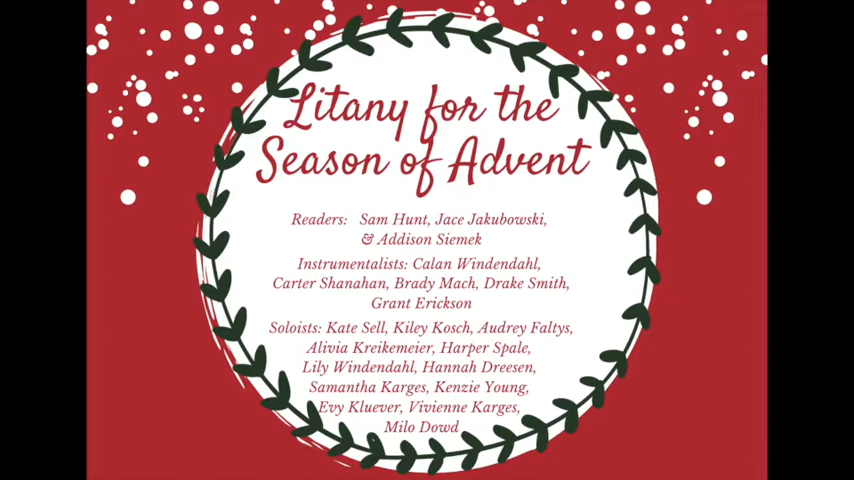 Litany for the
Season of Advent
Readers: Sam Hunt, Jace Jakubowski,
& Addison Siemek
Instrumentalists: Calan Windendahl,
Carter Shanahan, Brady Mach, Drake Smith,
Grant Erickson
Soloists: Kate Sell, Kiley Kosch, Audrey Faltys,
Alivia Kreikemeier, Harper Spale,
Lily Windendahl, Hannah Dreesen,
Samantha Karges, Kenzie Young,
Evy Kluever, Vivienne Karges,
Milo Dowd